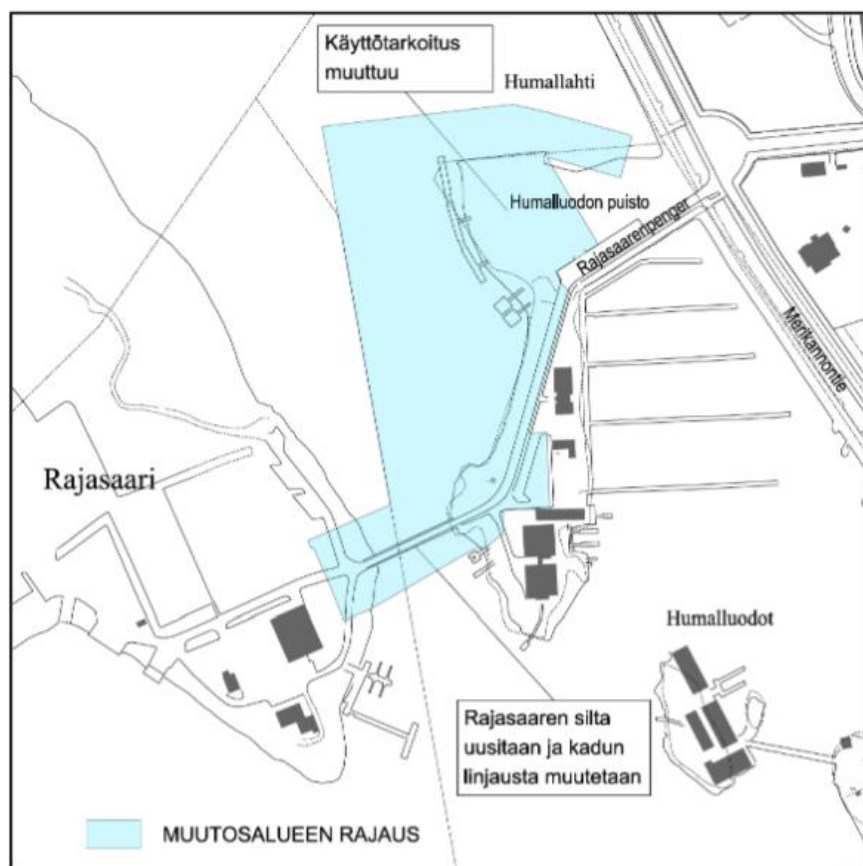 Käyttötarkoitus
muuttuu
Humallahti
Humalluodon puisto
Rajasaarenpenger
Merikannontie
Rajasaari
Humalluodot
Rajasaaren silta
uusitaan ja kadun
linjausta muutetaan
MUUTOSALUEEN RAJAUS